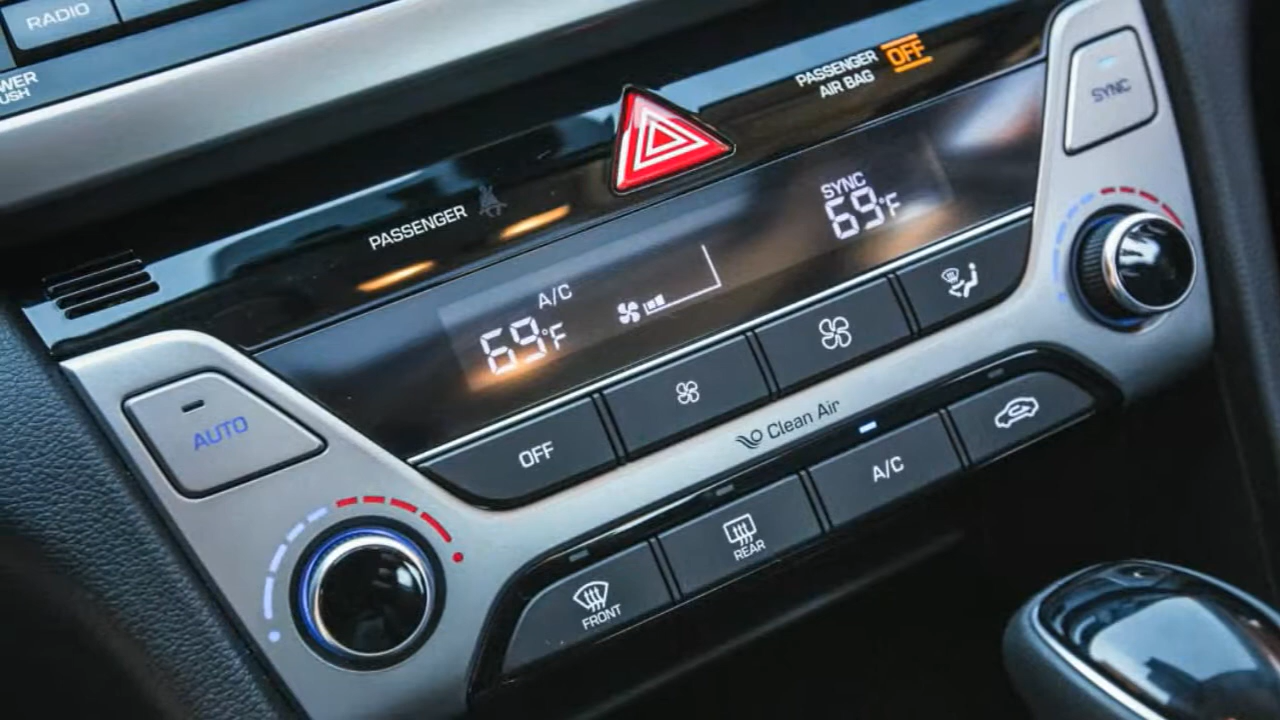 RADIO
WER
USH
PASSENGER
AIR BAG
OFF
SYNC
PASSENGER
SYNC
69°F
A/C
69°F
AUTO
OFF
Clean Air
A/C
REAR
FRONT